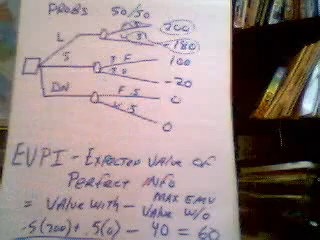 PROBS 50/50
L
200
-180
S
100
-20
DN
F S
0
0
EVPI - EXPECTED VALUE OF
PERFECT INFO
= VALUE WITH - MAX EMV
VALUE W/O
.5(200) + .5(0) - 40 = 60